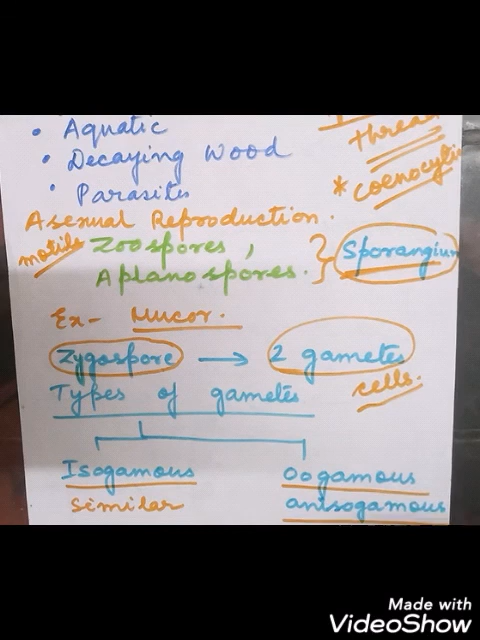 • Aquatic
• Decaying Wood
• Parasites
* coenocytic
Asexual Reproduction.
motile Zoospores,
Aplanospores. } Sporangium
Ex- Mucor.
Zygospore → 2 gametes
cells.
Types of gametes
Isogamous Oogamous
similar anisogamous
Made with
VideoShow